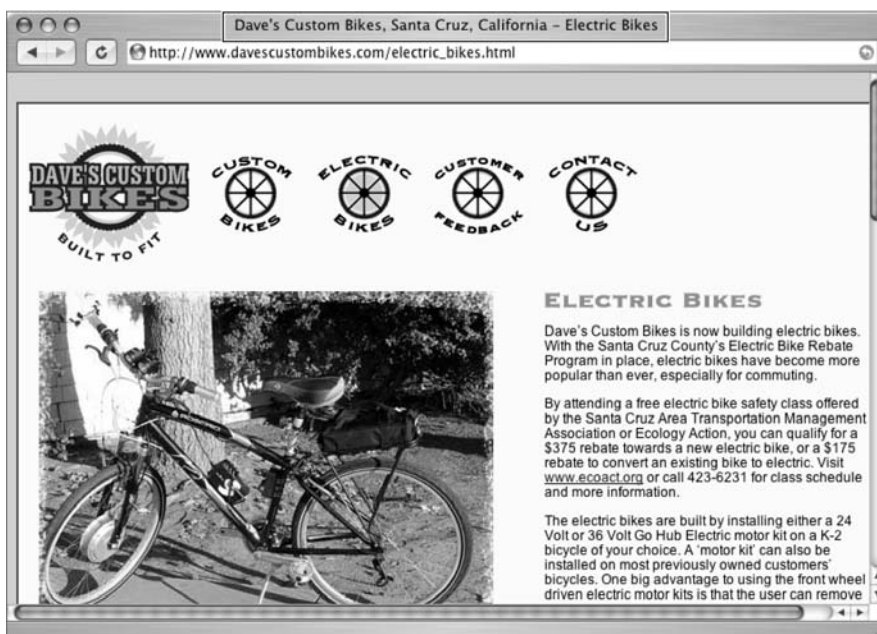 Dave's Custom Bikes, Santa Cruz, California – Electric Bikes
http://www.davescustombikes.com/electric_bikes.html
DAVE'S CUSTOM
BIKES
BUILT TO FIT
CUSTOM
BIKES
ELECTRIC
BIKES
CUSTOMER
FEEDBACK
CONTACT
US
ELECTRIC BIKES
Dave's Custom Bikes is now building electric bikes.
With the Santa Cruz County's Electric Bike Rebate
Program in place, electric bikes have become more
popular than ever, especially for commuting.
By attending a free electric bike safety class offered
by the Santa Cruz Area Transportation Management
Association or Ecology Action, you can qualify for a
$375 rebate towards a new electric bike, or a $175
rebate to convert an existing bike to electric. Visit
www.ecoact.org or call 423-6231 for class schedule
and more information.
The electric bikes are built by installing either a 24
Volt or 36 Volt Go Hub Electric motor kit on a K-2
bicycle of your choice. A 'motor kit' can also be
installed on most previously owned customers'
bicycles. One big advantage to using the front wheel
driven electric motor kits is that the user can remove